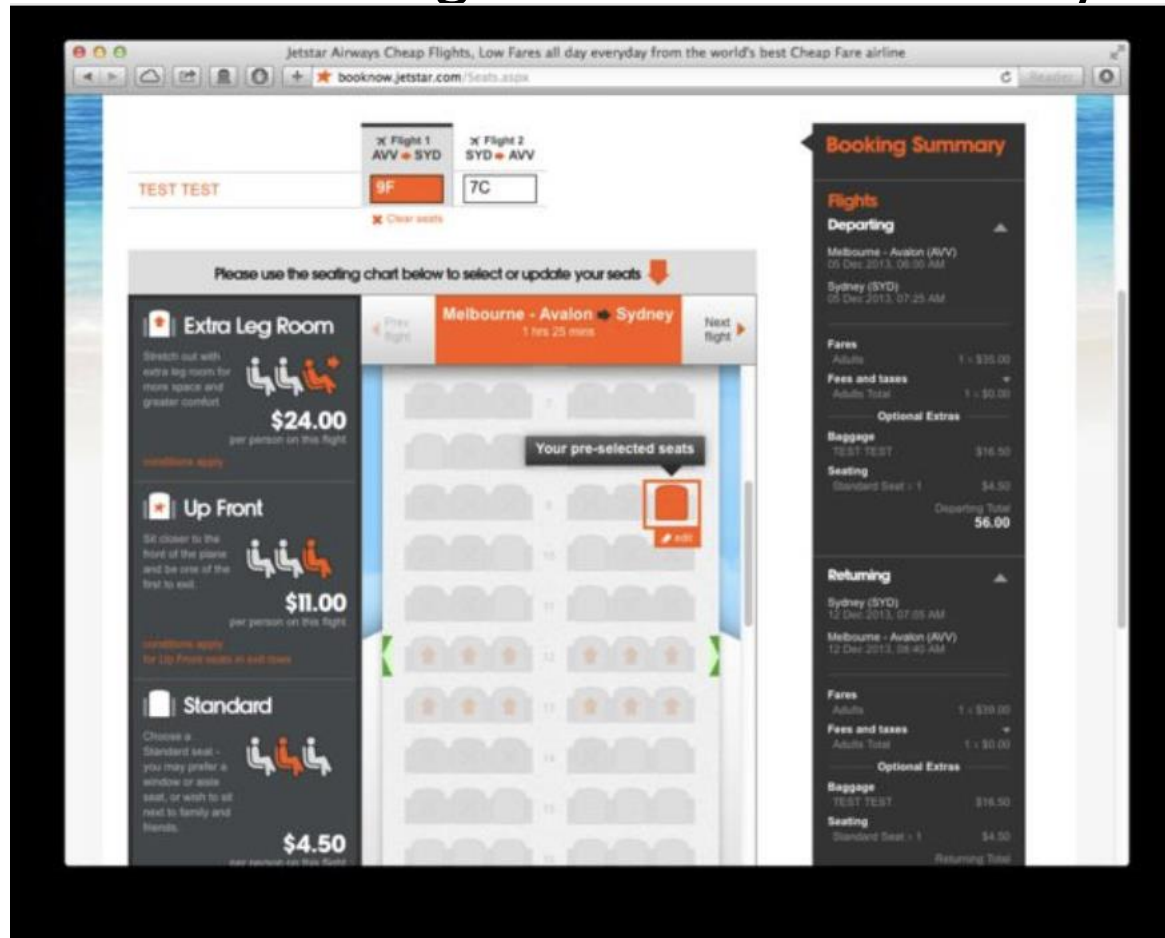 Jetstar Airways Cheap Flights, Low Fares all day everyday from the world's best Cheap Fare airline
booknow.jetstar.com/Seats.aspx
Reader
Flight 1
AVV SYD
Flight 2
SYD AVV
TEST TEST
9F
7C
Clear seats
Please use the seating chart below to select or update your seats
Extra Leg Room
Stretch out with
extra leg room for
more space and
greater comfort
$24.00
per person on this flight
conditions apply
Up Front
Sit closer to the
front of the plane
and be one of the
first to exit.
$11.00
per person on this flight
conditions apply
for Up Front seats in exit rows
Standard
Choose a
Standard seat -
you may prefer a
window or aisle
seat, or wish to sit
next to family and
friends.
$4.50
per person on this flight
Prev
flight
Melbourne - Avalon Sydney
1 hrs 25 mins
Next
flight
Your pre-selected seats
9
edit
10
11
12
13
14
15
Booking Summary
Flights
Departing
Melbourne - Avalon (AVV)
05 Dec 2013, 06:00 AM
Sydney (SYD)
05 Dec 2013, 07:25 AM
Fares
Adults 1 x $35.00
Fees and taxes
Adults Total 1 x $0.00
Optional Extras
Baggage
TEST TEST $16.50
Seating
Standard Seat x 1 $4.50
Departing Total
56.00
Returning
Sydney (SYD)
12 Dec 2013, 07:05 AM
Melbourne - Avalon (AVV)
12 Dec 2013, 08:40 AM
Fares
Adults 1 x $39.00
Fees and taxes
Adults Total 1 x $0.00
Optional Extras
Baggage
TEST TEST $16.50
Seating
Standard Seat x 1 $4.50
Returning Total